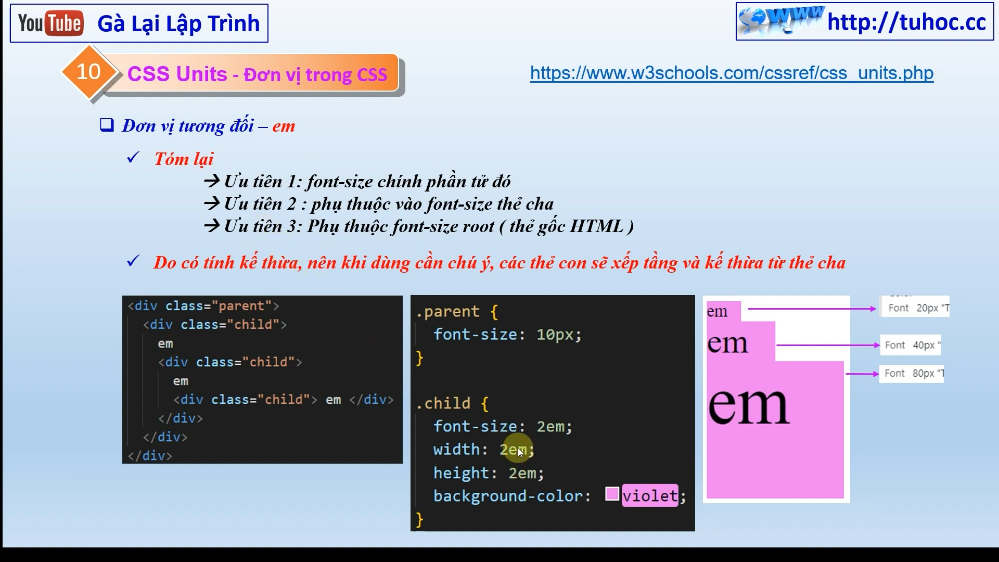 YouTube Gà Lại Lập Trình
WWW http://tuhoc.cc
10 CSS Units - Đơn vị trong CSS
https://www.w3schools.com/cssref/css_units.php
Đơn vị tương đối – em
Tóm lại
→ Ưu tiên 1: font-size chính phần tử đó
→ Ưu tiên 2 : phụ thuộc vào font-size thẻ cha
→ Ưu tiên 3: Phụ thuộc font-size root ( thẻ gốc HTML )
Do có tính kế thừa, nên khi dùng cần chú ý, các thẻ con sẽ xếp tầng và kế thừa từ thẻ cha
<div class="parent">
<div class="child">
em
<div class="child">
em
<div class="child"> em </div>
</div>
</div>
</div>
.parent {
font-size: 10px;
}
.child {
font-size: 2em;
width: 2em;
height: 2em;
background-color: violet;
}
em
em
em
Font 20px "T
Font 40px "
Font 80px "T